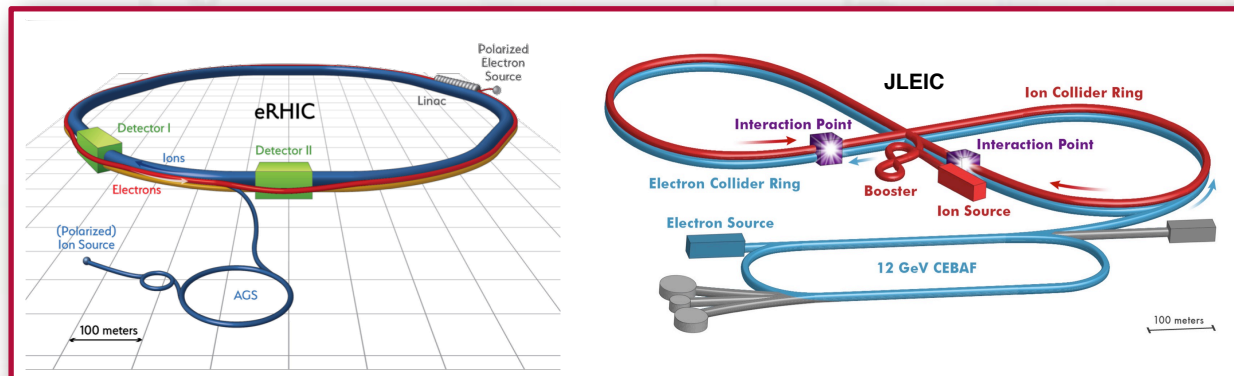 Polarized
Electron
Source
Linac
eRHIC
Detector I
Detector II
Ions
Electrons
(Polarized)
Ion Source
AGS
100 meters
JLEIC
Ion Collider Ring
Interaction Point
Interaction Point
Electron Collider Ring
Booster
Ion Source
Electron Source
12 GeV CEBAF
100 meters